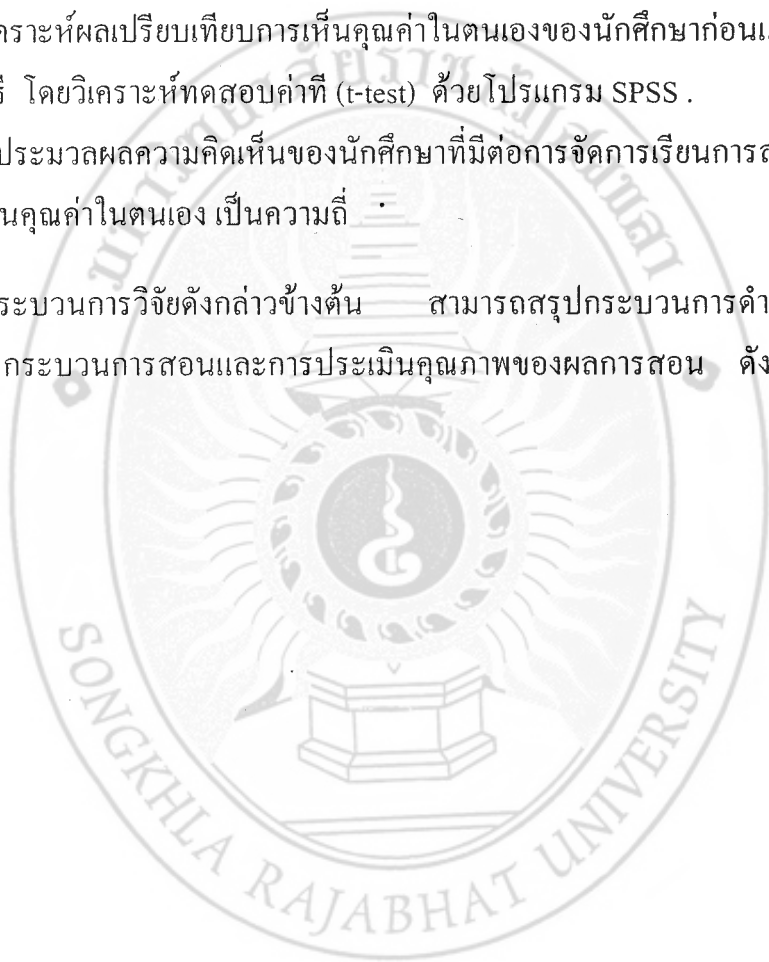 คราะห์ผลเปรียบเทียบการเห็นคุณค่าในตนเองของนักศึกษาก่อน
โดยวิเคราะห์ทดสอบค่าที (t-test) ด้วยโปรแกรม SPSS .
ประมวลผลความคิดเห็นของนักศึกษาที่มีต่อการจัดการเรียนการส
นคุณค่าในตนเอง เป็นความถี่
ระบวนการวิจัยดังกล่าวข้างต้น สามารถสรุปกระบวนการดำ
กระบวนการสอนและการประเมินคุณภาพของผลการสอน ดัง
SONGKHLA RAJABHAT UNIVERSITY